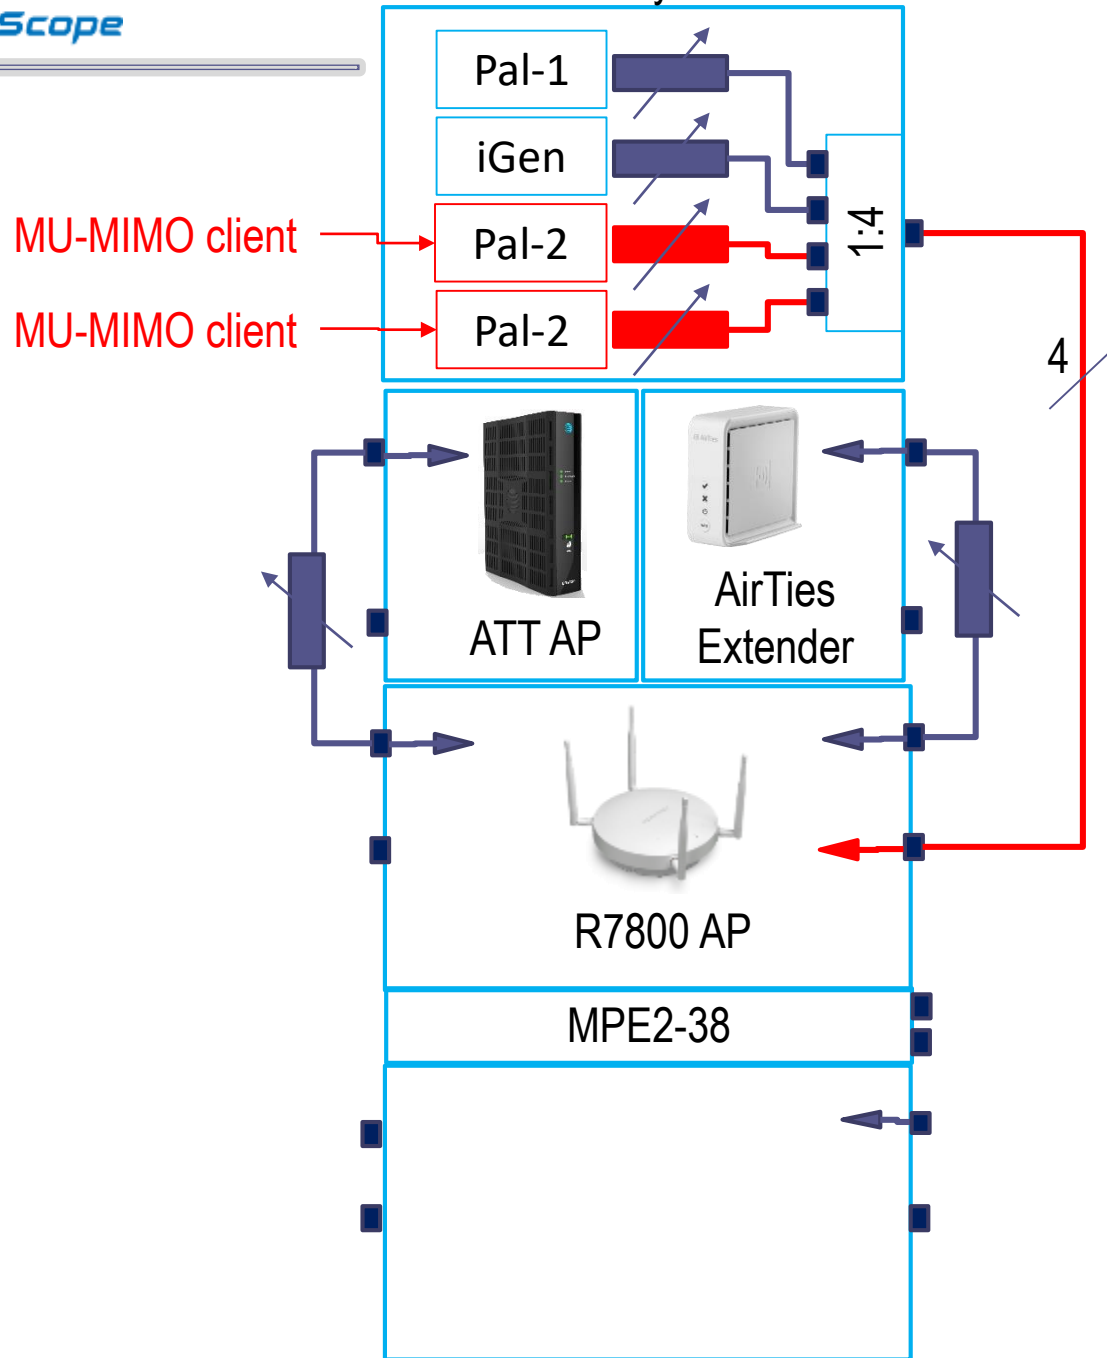 Scope
Pal-1
iGen
MU-MIMO client
Pal-2
MU-MIMO client
Pal-2
1:4
4
ATT AP
AirTies
Extender
R7800 AP
MPE2-38